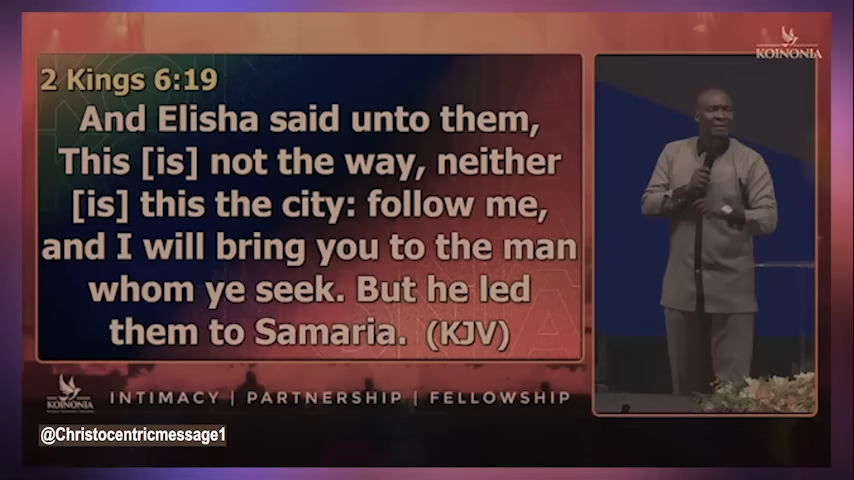 KOINONIA
2 Kings 6:19
And Elisha said unto them,
This [is] not the way, neither
[is] this the city: follow me,
and I will bring you to the man
whom ye seek. But he led
them to Samaria. (KJV)
KOINONIA
INTIMACY | PARTNERSHIP | FELLOWSHIP
@Christocentricmessage1